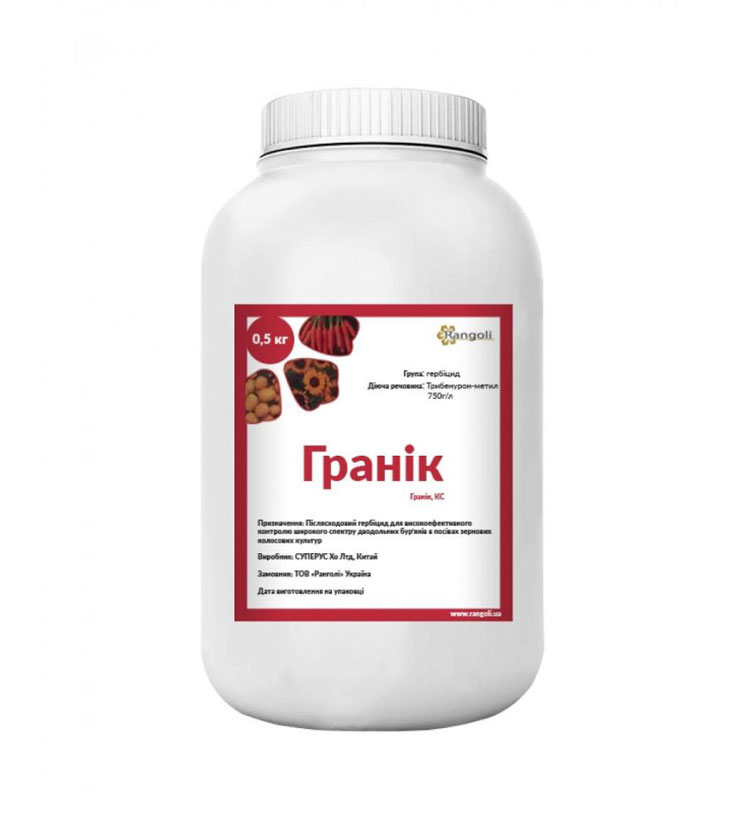 0,5 кг
Rangoli
Група: гербіцид
Діюча речовина: Трибенурон-метил
750г/л
Гранік
Гранік, КС
Призначення: Післясходовий гербіцид для високоефективного
контролю широкого спектру дводольних бур'янів в посівах зернових
колосових культур
Виробник: СУПЕРУС Хо Лтд, Китай
Замовник: ТОВ «Ранголі» Україна
Дата виготовлення на упаковці
www.rangoli.ua